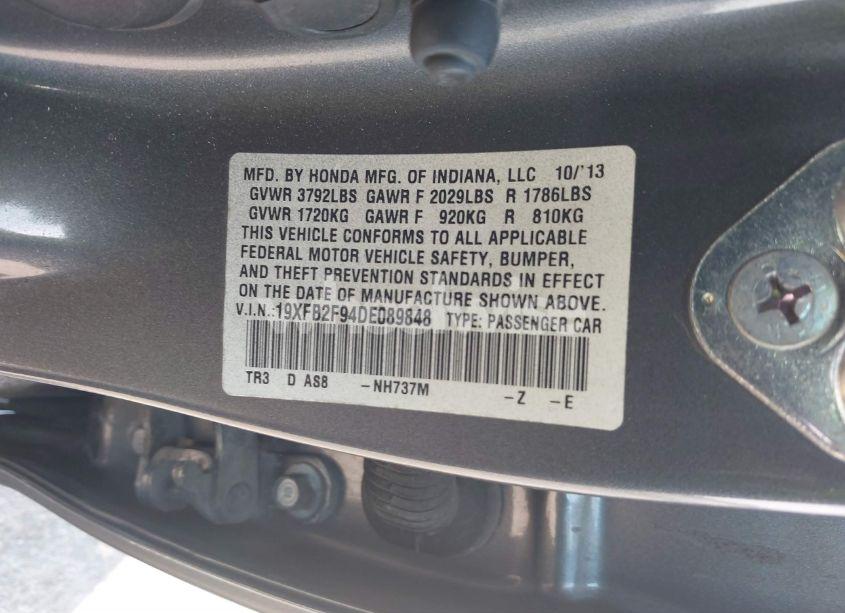 MFD. BY HONDA MFG. OF INDIANA, LLC 10/'13
GVWR 3792LBS GAWR F 2029LBS R 1786LBS
GVWR 1720KG GAWR F 920KG R 810KG
THIS VEHICLE CONFORMS TO ALL APPLICABLE
FEDERAL MOTOR VEHICLE SAFETY, BUMPER,
AND THEFT PREVENTION STANDARDS IN EFFECT
ON THE DATE OF MANUFACTURE SHOWN ABOVE.
V.I.N.:19XFB2F94DE089848 TYPE: PASSENGER CAR
TR3 D AS8 -NH737M -Z -E